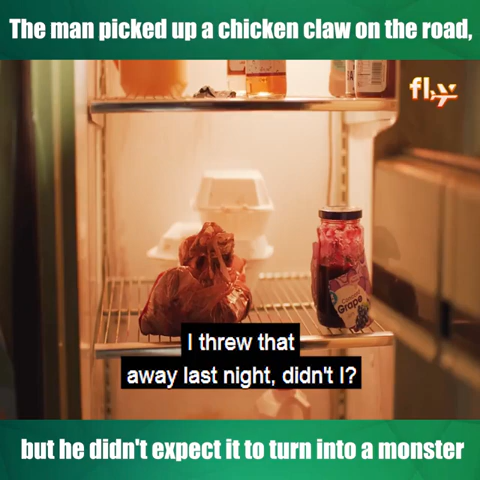 The man picked up a chicken claw on the road,
fly
Grape
I threw that
away last night, didn't I?
but he didn't expect it to turn into a monster